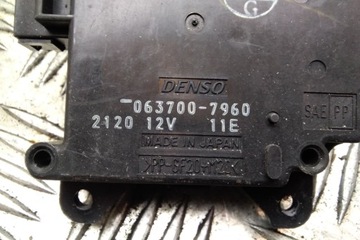 G
DENSO
063700-7960
2120 12V 11E
MADE IN JAPAN
SAE PP